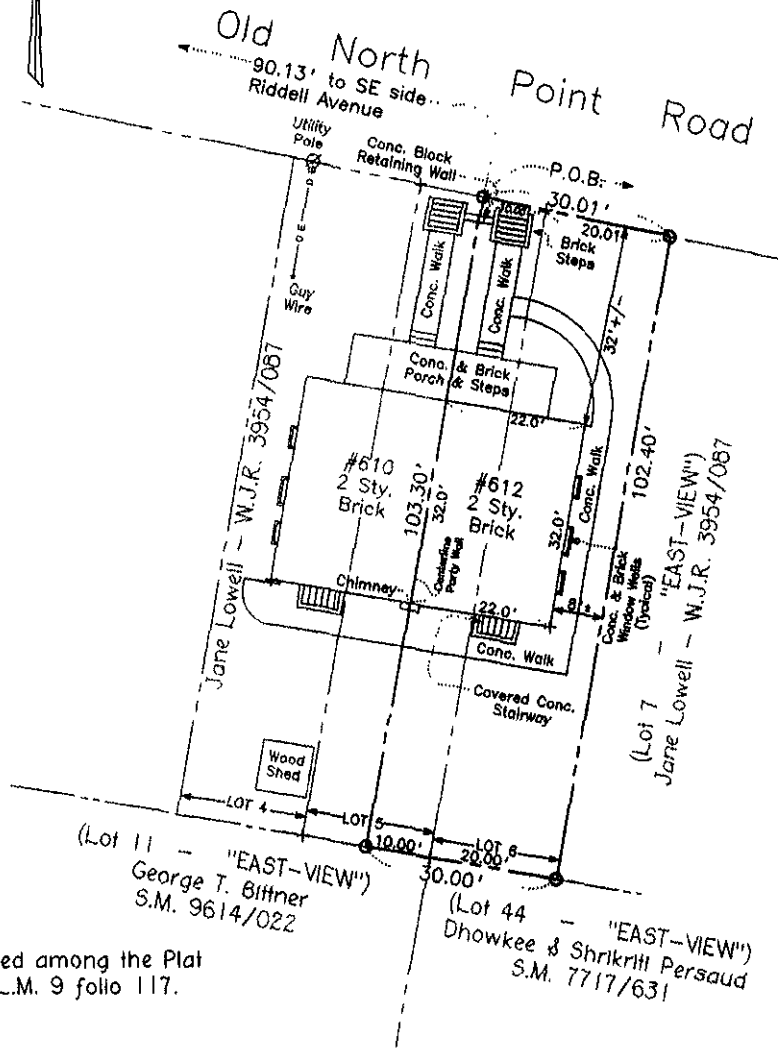 Old North Point Road
90.13' to SE side
Riddell Avenue
Utility
Pole
Conc. Block
Retaining Wall
P.O.B.
30.01'
10.00'
20.01'
Brick
Steps
OE
Guy
Wire
Conc. Walk
Conc. Walk
32'+/-
Conc. & Brick
Porch & Steps
22.0'
Jane Lowell - W.J.R. 3954/087
#610
2 Sty.
Brick
103.30'
32.0'
#612
2 Sty.
Brick
32.0'
Conc. Walk
102.40'
Centerline
Party Wall
Conc. & Brick
Window Wells
(Typical)
(Lot 7 - "EAST-VIEW")
Jane Lowell - W.J.R. 3954/087
Chimney
22.0'
8'±
Conc. Walk
Covered Conc.
Stairway
Wood
Shed
LOT 4
LOT 5
LOT 6
10.00'
20.00'
30.00'
(Lot 11 - "EAST-VIEW")
George T. Bittner
S.M. 9614/022
(Lot 44 - "EAST-VIEW")
Dhowkee & Shrikriti Persaud
S.M. 7717/631
ed among the Plat
.M. 9 folio 117.